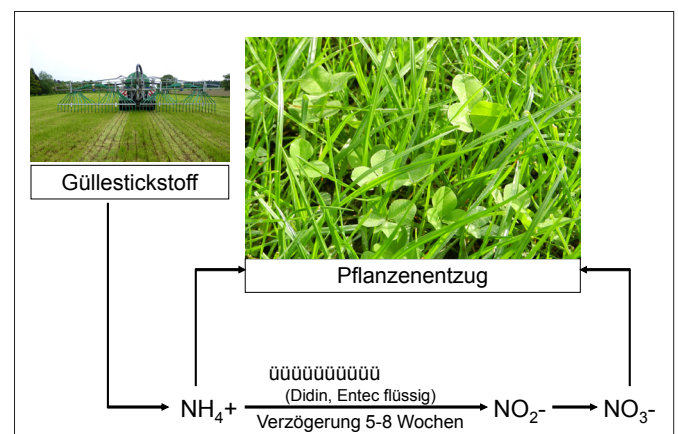 Güllestickstoff
Pflanzenentzug
üüüüüüüüüü
(Didin, Entec flüssig)
NH₄+
Verzögerung 5-8 Wochen
NO₂-
NO₃-